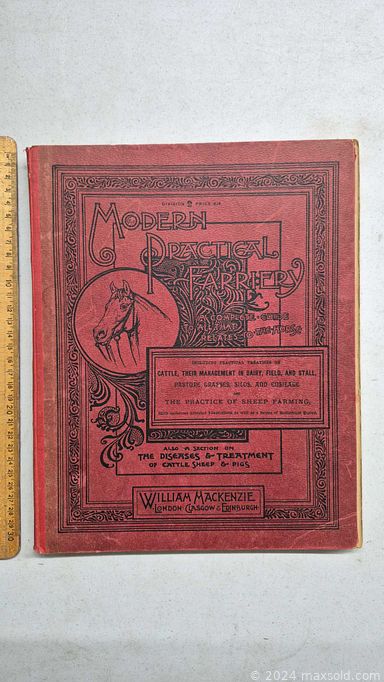 DIVISION PRICE
MODERN
PRACTICAL
FARRIERY
A COMPLETE GUIDE
TO ALL THAT
RELATES TO THE HORSE
INCLUDING PRACTICAL TREATISES ON
CATTLE, THEIR MANAGEMENT IN DAIRY, FIELD, AND STALL,
PASTURE GRASSES, SILOS, AND ENSILAGE
AND
THE PRACTICE OF SHEEP FARMING,
ALSO A SECTION ON
THE DISEASES & TREATMENT
OF CATTLE SHEEP & PIGS
WILLIAM MACKENZIE
LONDON GLASGOW & EDINBURGH
© 2024 maxsold.com